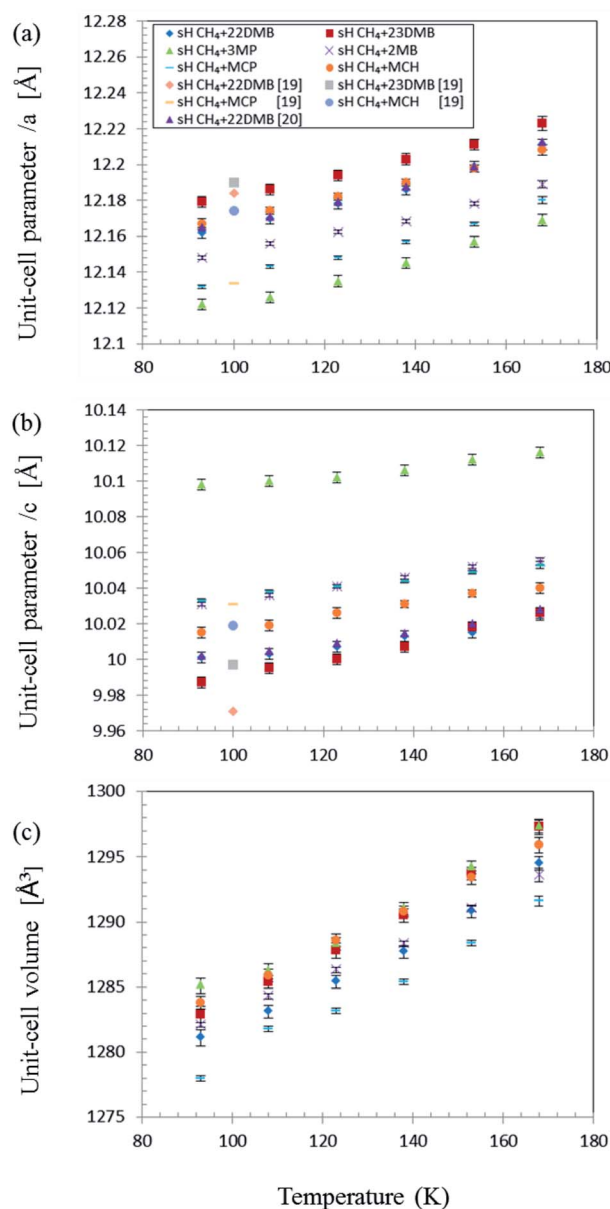 (a)
Unit-cell parameter /a [Å]
12.28
12.26
12.24
12.22
12.2
12.18
12.16
12.14
12.12
12.1
sH CH₄+22DMB sH CH₄+23DMB
sH CH₄+3MP sH CH₄+2MB
sH CH₄+MCP sH CH₄+MCH
sH CH₄+22DMB [19] sH CH₄+23DMB [19]
sH CH₄+MCP [19] sH CH₄+MCH [19]
sH CH₄+22DMB [20]
80 100 120 140 160 180
(b)
Unit-cell parameter /c [Å]
10.14
10.12
10.1
10.08
10.06
10.04
10.02
10
9.98
9.96
80 100 120 140 160 180
(c)
Unit-cell volume [Å³]
1300
1295
1290
1285
1280
1275
80 100 120 140 160 180
Temperature (K)